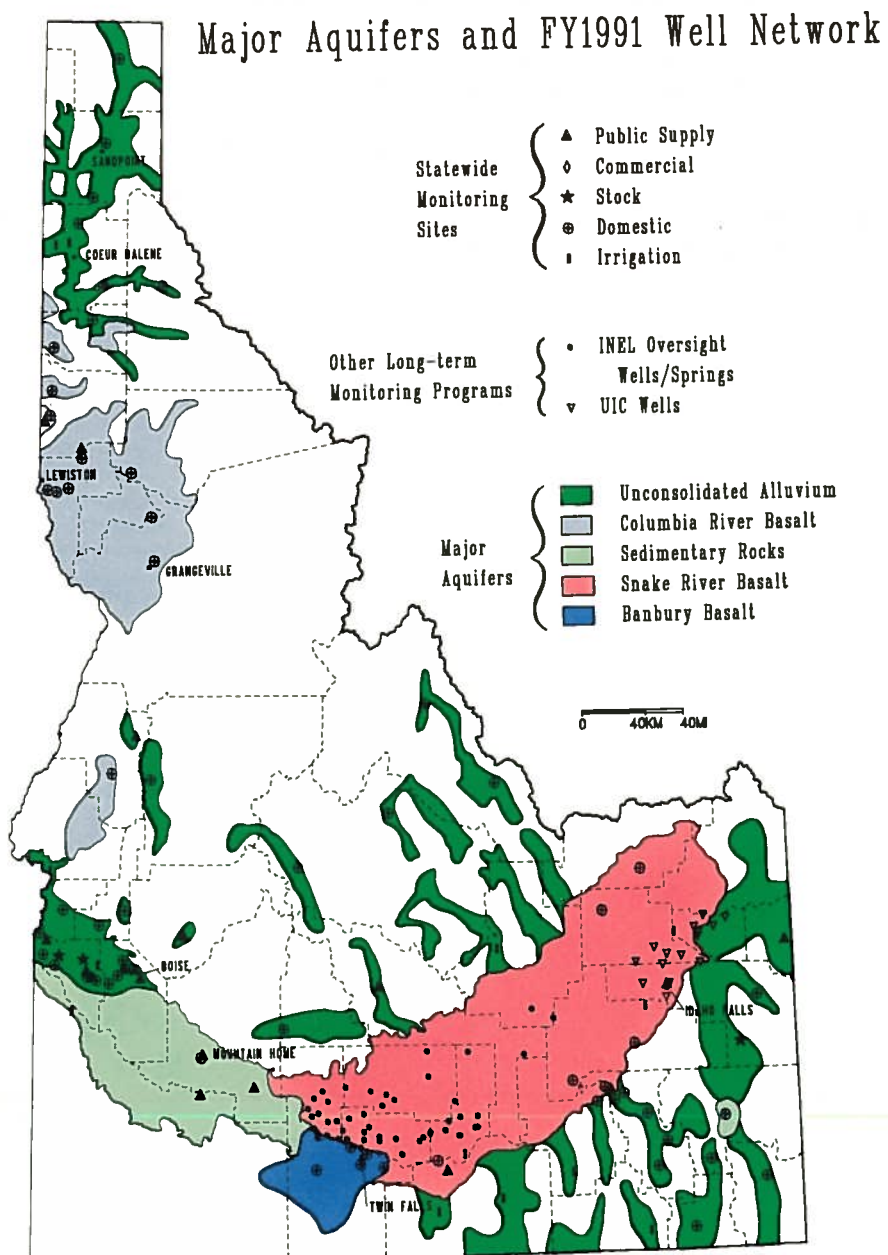 Major Aquifers and FY1991 Well Network
Statewide
Monitoring
Sites
Public Supply
Commercial
Stock
Domestic
Irrigation
Other Long-term
Monitoring Programs
INEL Oversight
Wells/Springs
UIC Wells
Major
Aquifers
Unconsolidated Alluvium
Columbia River Basalt
Sedimentary Rocks
Snake River Basalt
Banbury Basalt
0 40KM 40MI
SANDPOINT
COEUR DALENE
LEWISTON
GRANGEVILLE
BOISE
MOUNTAIN HOME
IDAHO FALLS
TWIN FALLS